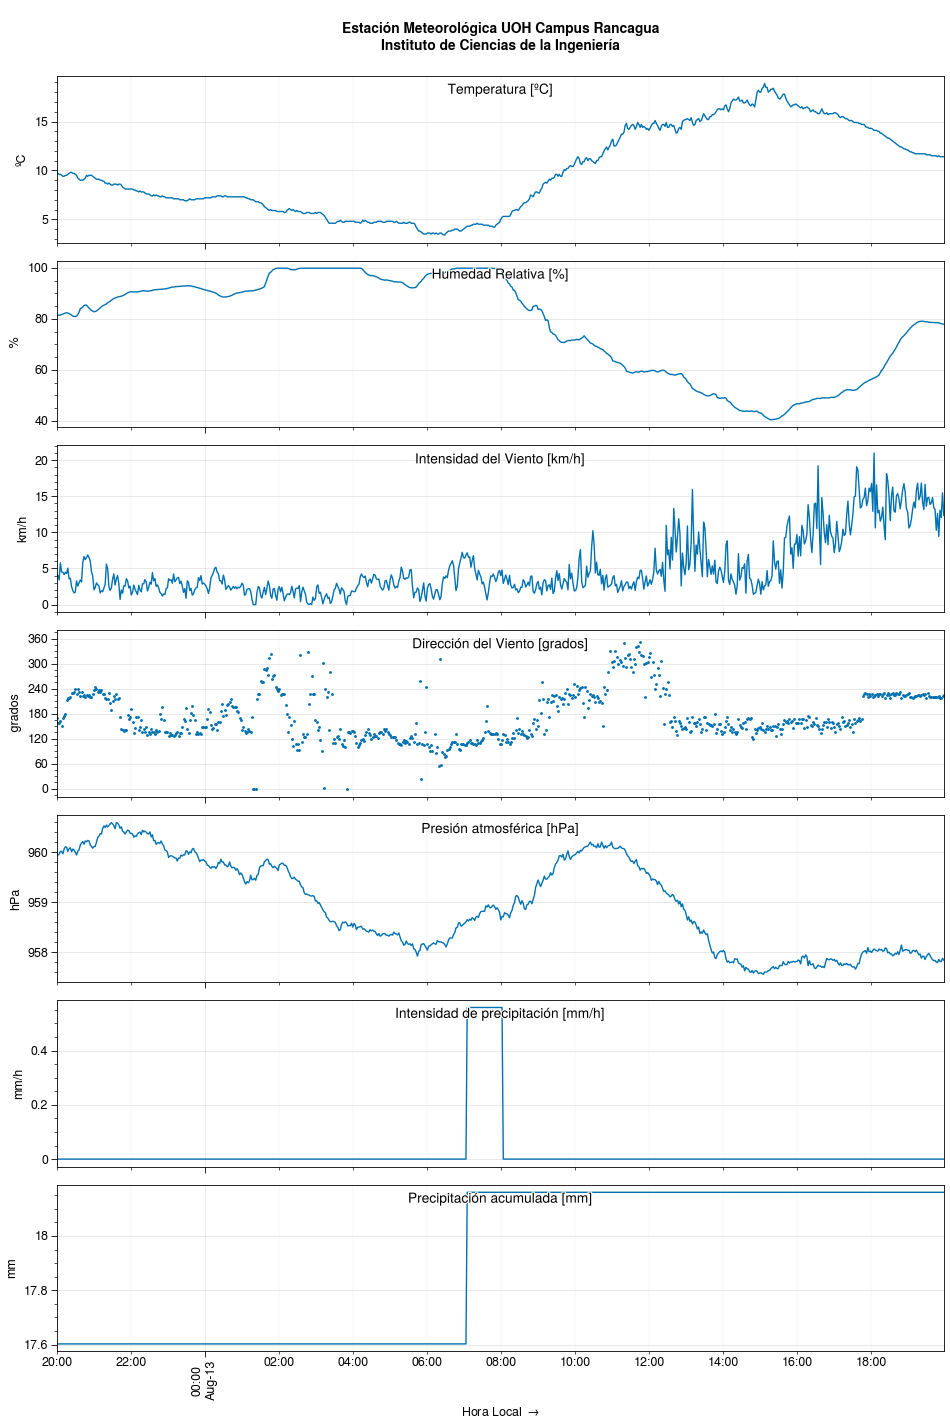 Estación Meteorológica UOH Campus Rancagua
Instituto de Ciencias de la Ingeniería
Temperatura [ºC]
ºC
15
10
5
Humedad Relativa [%]
%
100
80
60
40
Intensidad del Viento [km/h]
km/h
20
15
10
5
0
Dirección del Viento [grados]
grados
360
300
240
180
120
60
0
Presión atmosférica [hPa]
hPa
960
959
958
Intensidad de precipitación [mm/h]
mm/h
0.4
0.2
0
Precipitación acumulada [mm]
mm
18
17.8
17.6
20:00 22:00 00:00 02:00 04:00 06:00 08:00 10:00 12:00 14:00 16:00 18:00
Aug-13
Hora Local →